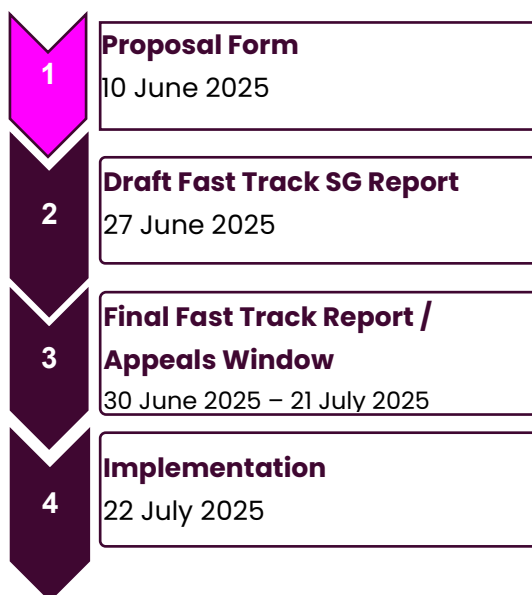 1
Proposal Form
10 June 2025
2
Draft Fast Track SG Report
27 June 2025
3
Final Fast Track Report /
Appeals Window
30 June 2025 – 21 July 2025
4
Implementation
22 July 2025